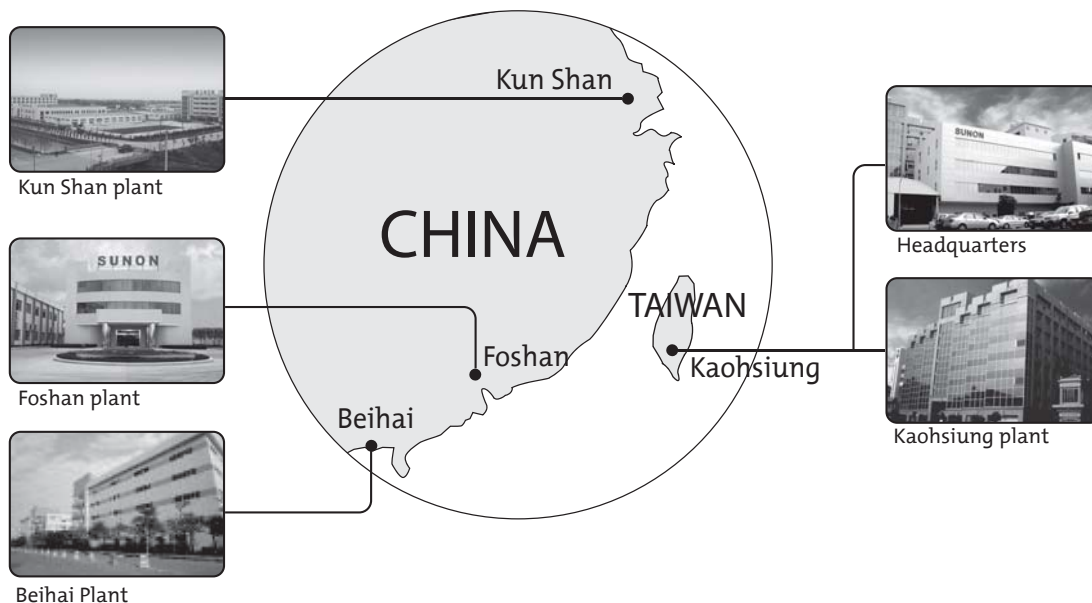 Kun Shan
Kun Shan plant
SUNON
Headquarters
CHINA
SUNON
TAIWAN
Foshan
Kaohsiung
Foshan plant
Beihai
Kaohsiung plant
Beihai Plant